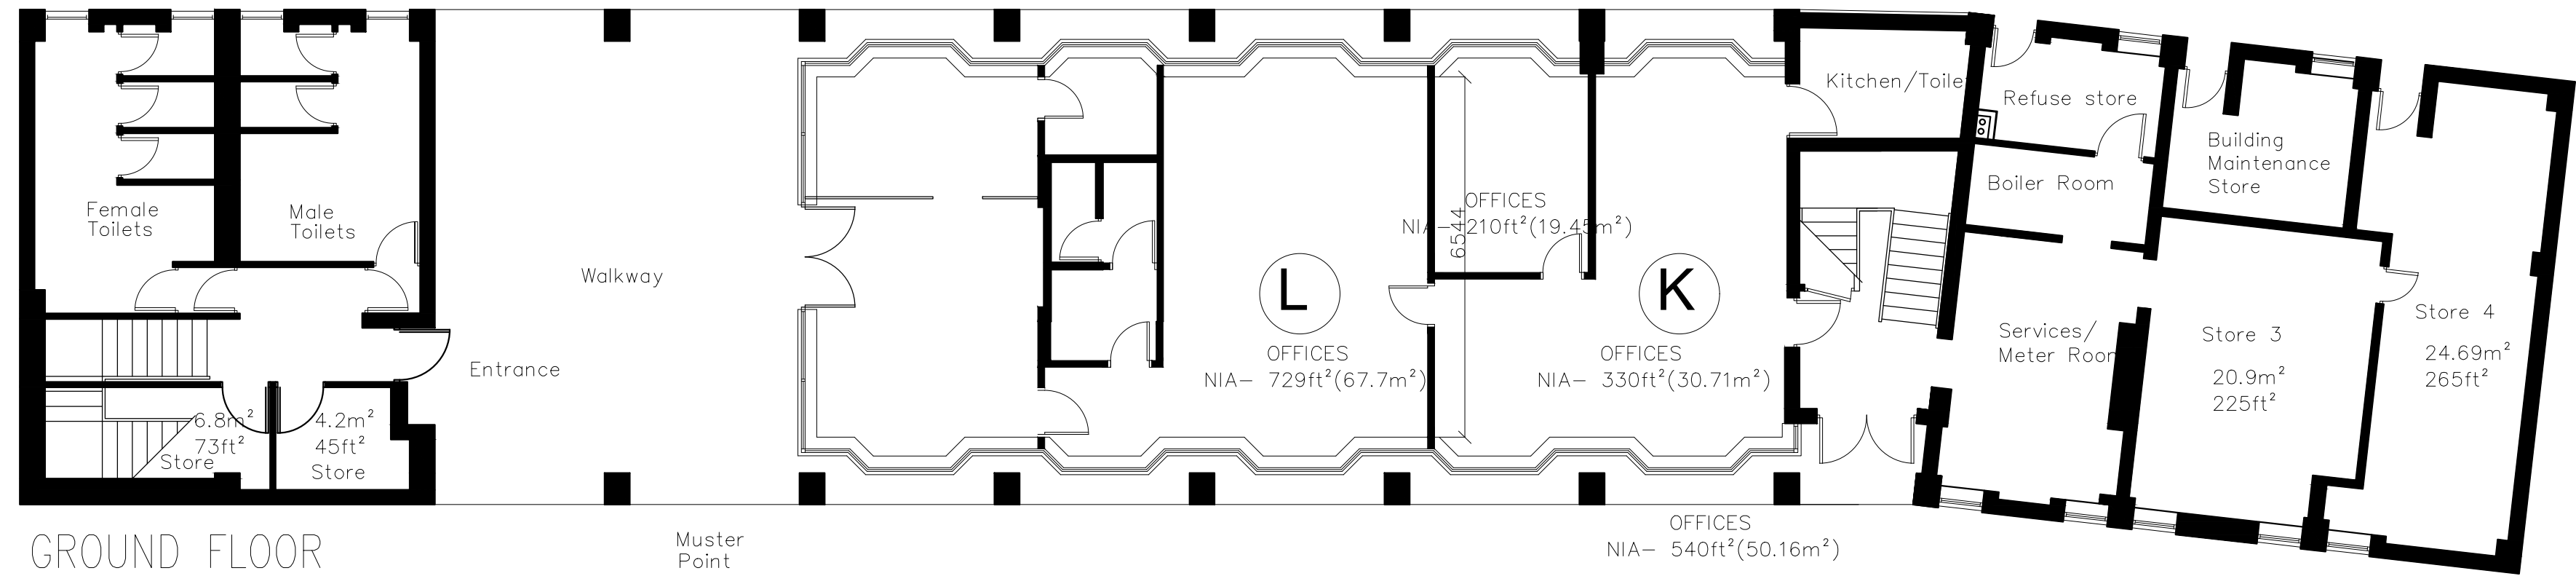 Female
Toilets
Male
Toilets
Walkway
Entrance
6.8m²
73ft²
Store
4.2m²
45ft²
Store
L
OFFICES
NIA- 729ft²(67.7m²)
OFFICES
NIA- 210ft²(19.45m²)
6544
K
OFFICES
NIA- 330ft²(30.71m²)
Kitchen/Toilet
Refuse store
Boiler Room
Building
Maintenance
Store
Services/
Meter Room
Store 3
20.9m²
225ft²
Store 4
24.69m²
265ft²
GROUND FLOOR
Muster
Point
OFFICES
NIA- 540ft²(50.16m²)